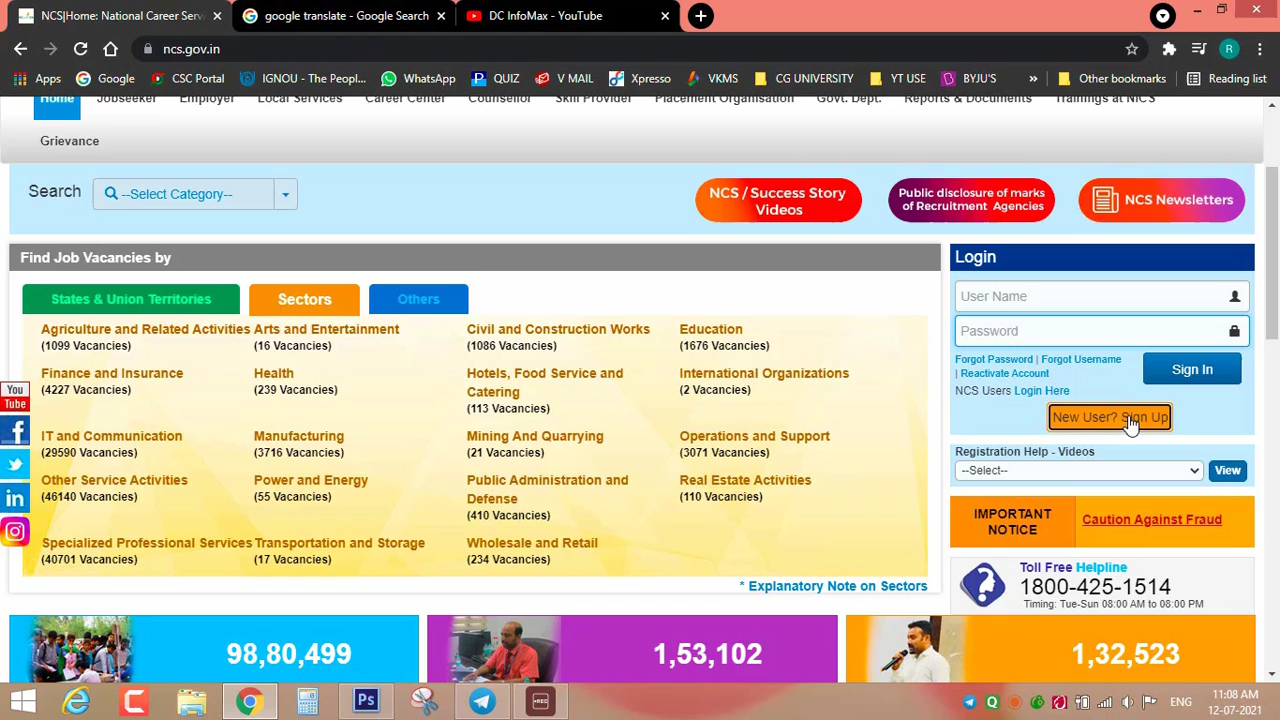 NCS|Home: National Career Serv
google translate - Google Search
DC InfoMax - YouTube
ncs.gov.in
R
Apps
Google
CSC Portal
IGNOU - The Peopl...
WhatsApp
QUIZ
V MAIL
Xpresso
VKMS
CG UNIVERSITY
YT USE
BYJU'S
»
Other bookmarks
Reading list
Home
Jobseeker
Employer
Local Services
Career Center
Counsellor
Skill Provider
Placement Organisation
Govt. Dept.
Reports & Documents
Trainings at NCS
Grievance
Search
--Select Category--
NCS / Success Story
Videos
Public disclosure of marks
of Recruitment Agencies
NCS Newsletters
Find Job Vacancies by
States & Union Territories
Sectors
Others
Agriculture and Related Activities
(1099 Vacancies)
Arts and Entertainment
(16 Vacancies)
Civil and Construction Works
(1086 Vacancies)
Education
(1676 Vacancies)
Finance and Insurance
(4227 Vacancies)
Health
(239 Vacancies)
Hotels, Food Service and
Catering
(113 Vacancies)
International Organizations
(2 Vacancies)
IT and Communication
(29590 Vacancies)
Manufacturing
(3716 Vacancies)
Mining And Quarrying
(21 Vacancies)
Operations and Support
(3071 Vacancies)
Other Service Activities
(46140 Vacancies)
Power and Energy
(55 Vacancies)
Public Administration and
Defense
(410 Vacancies)
Real Estate Activities
(110 Vacancies)
Specialized Professional Services
(40701 Vacancies)
Transportation and Storage
(17 Vacancies)
Wholesale and Retail
(234 Vacancies)
* Explanatory Note on Sectors
Login
User Name
Password
Forgot Password | Forgot Username
| Reactivate Account
Sign In
NCS Users Login Here
New User? Sign Up
Registration Help - Videos
--Select--
View
IMPORTANT
NOTICE
Caution Against Fraud
Toll Free Helpline
1800-425-1514
Timing: Tue-Sun 08:00 AM to 08:00 PM
You
Tube
98,80,499
1,53,102
1,32,523
Ps
ENG
11:08 AM
12-07-2021